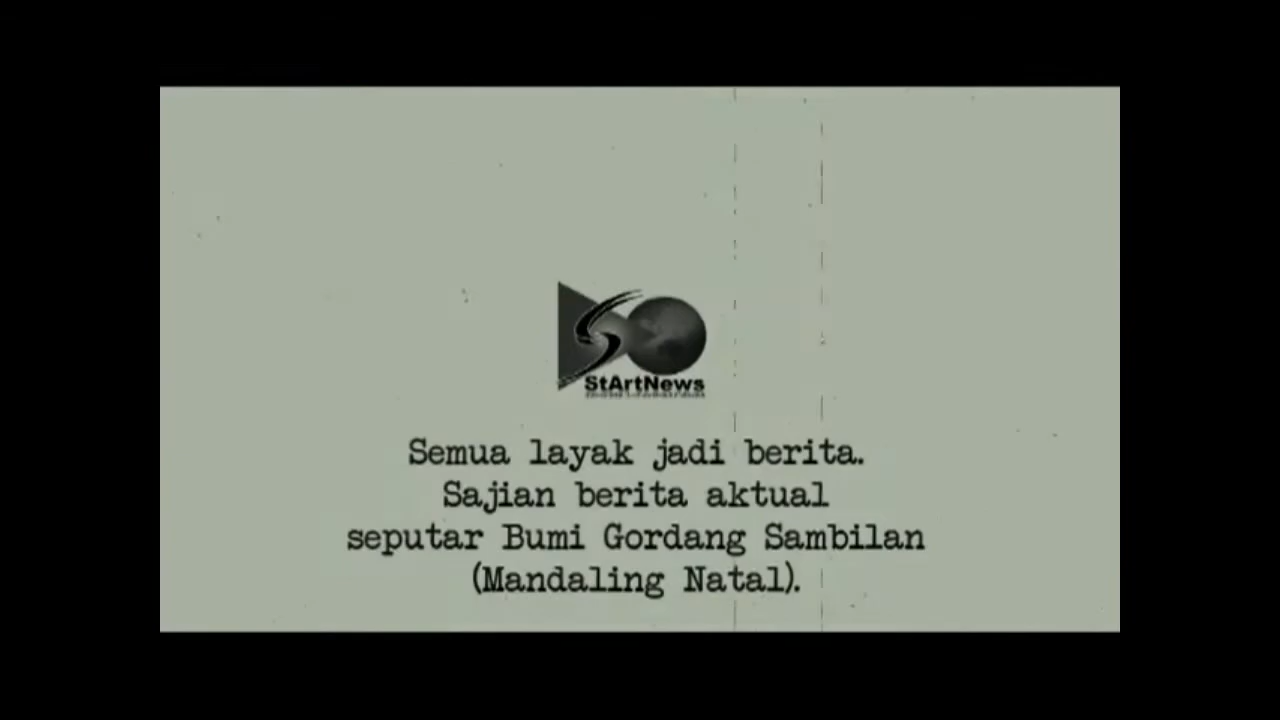 StArtNews
Semua layak jadi berita.
Sajian berita aktual
seputar Bumi Gordang Sambilan
(Mandaling Natal).